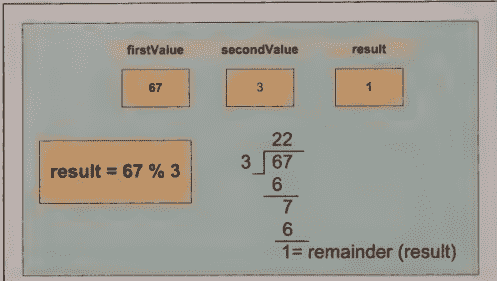 firstValue secondValue result
67 3 1
result = 67 % 3
22
3 67
6
7
6
1= remainder (result)